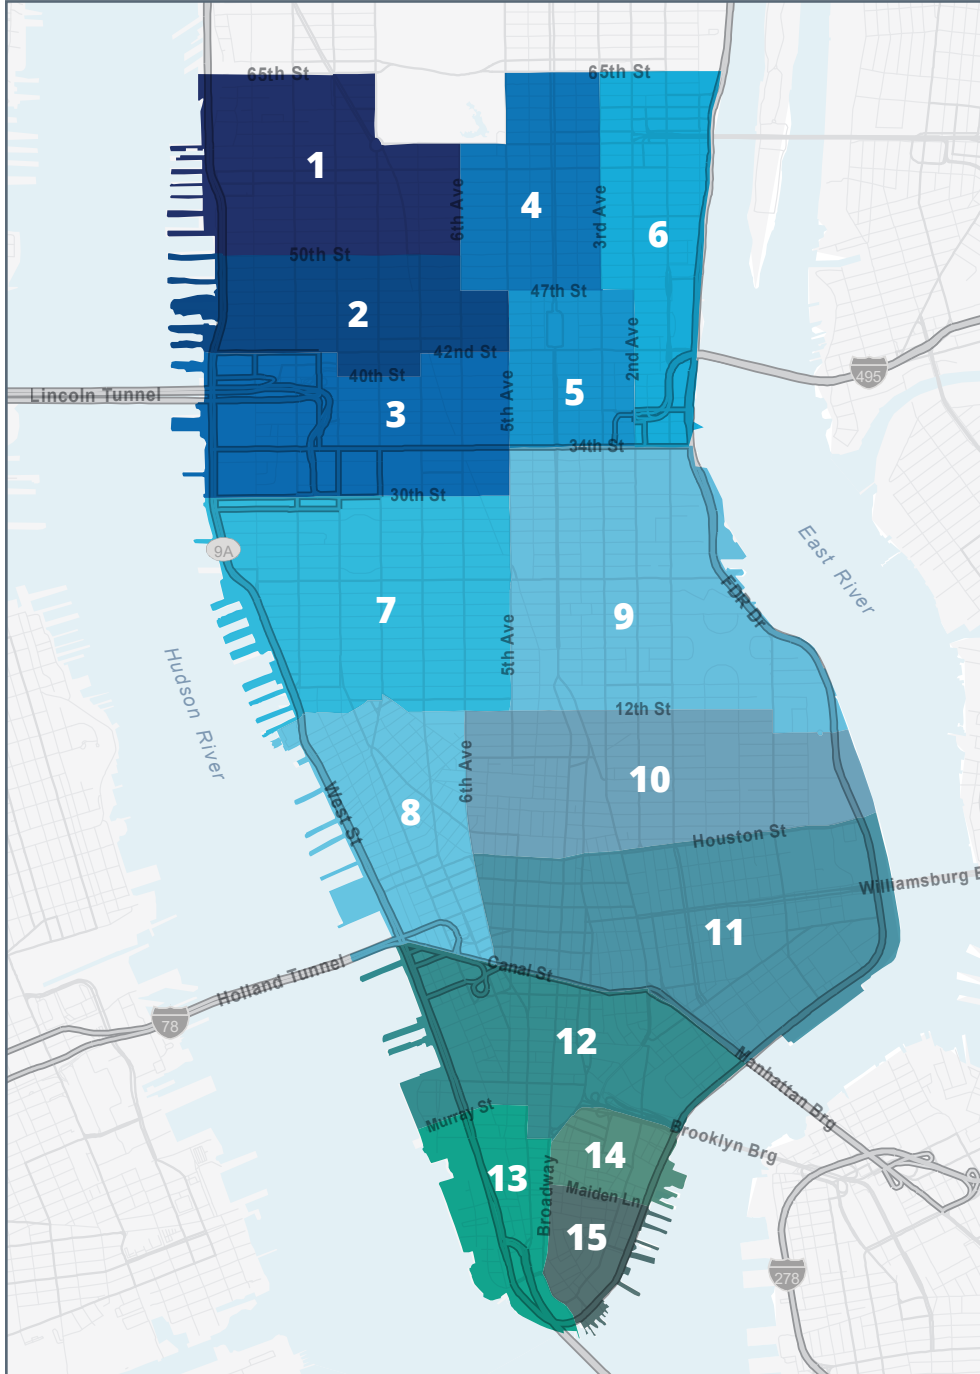 65th St
65th St
1
6th Ave
4
3rd Ave
6
50th St
47th St
2
42nd St
2nd Ave
40th St
5th Ave
5
495
Lincoln Tunnel
3
34th St
30th St
9A
East River
7
5th Ave
9
FDR Dr
Hudson River
12th St
6th Ave
10
West St
8
Houston St
Williamsburg B
11
Canal St
Holland Tunnel
78
12
Manhattan Brg
Murray St
Brooklyn Brg
14
13
Broadway
Maiden Ln
15
278